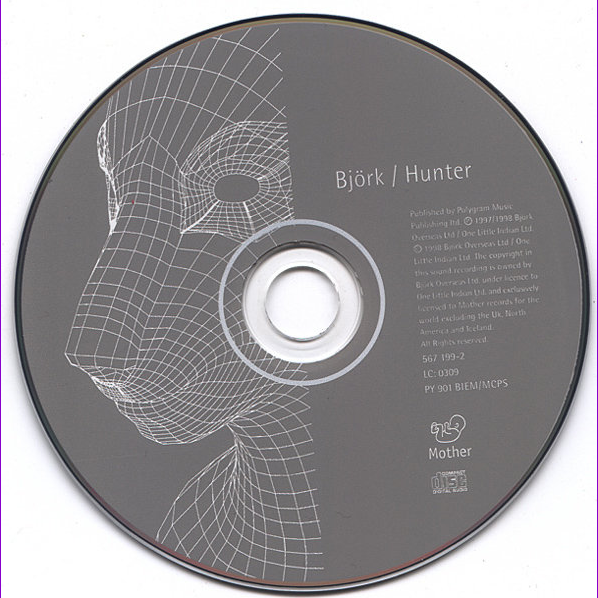 Björk / Hunter
Published by Polygram Music
Publishing ltd. ℗ 1997/1998 Björk
Overseas Ltd / One Little Indian Ltd.
© 1998 Björk Overseas Ltd / One
Little Indian Ltd. The copyright in
this sound recording is owned by
Björk Overseas Ltd. under licence to
One Little Indian Ltd. and exclusively
licensed to Mother records for the
world excluding the Uk, North
America and Iceland.
All Rights reserved.
567 199-2
LC: 0309
PY 901 BIEM/MCPS
Mother
COMPACT
disc
DIGITAL AUDIO